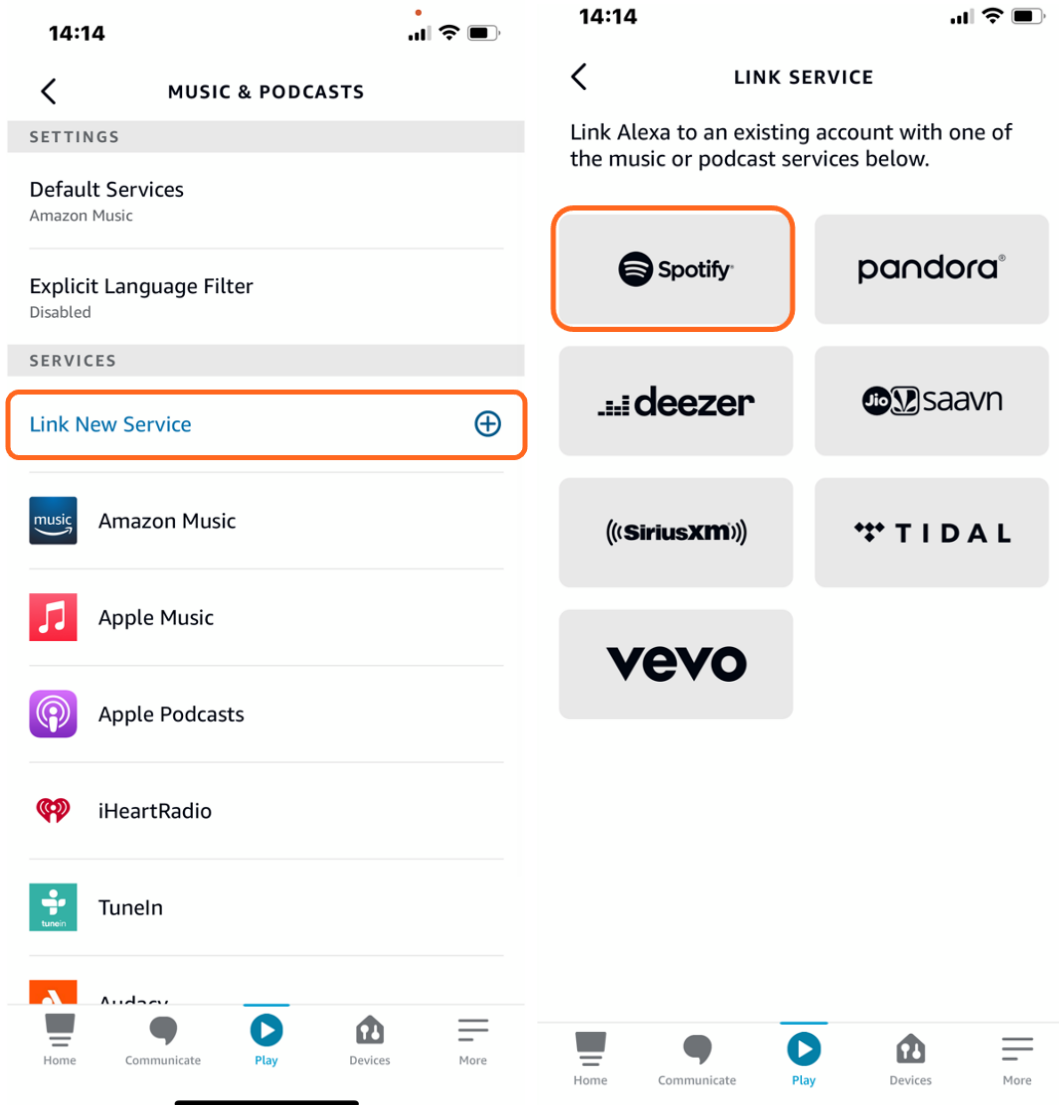 14:14
MUSIC & PODCASTS
SETTINGS
Default Services
Amazon Music
Explicit Language Filter
Disabled
SERVICES
Link New Service
music
Amazon Music
Apple Music
Apple Podcasts
iHeartRadio
tunein
TuneIn
Audacy
Home
Communicate
Play
Devices
More
14:14
LINK SERVICE
Link Alexa to an existing account with one of
the music or podcast services below.
Spotify
pandora®
deezer
Jio saavn
SiriusXM
TIDAL
vevo
Home
Communicate
Play
Devices
More